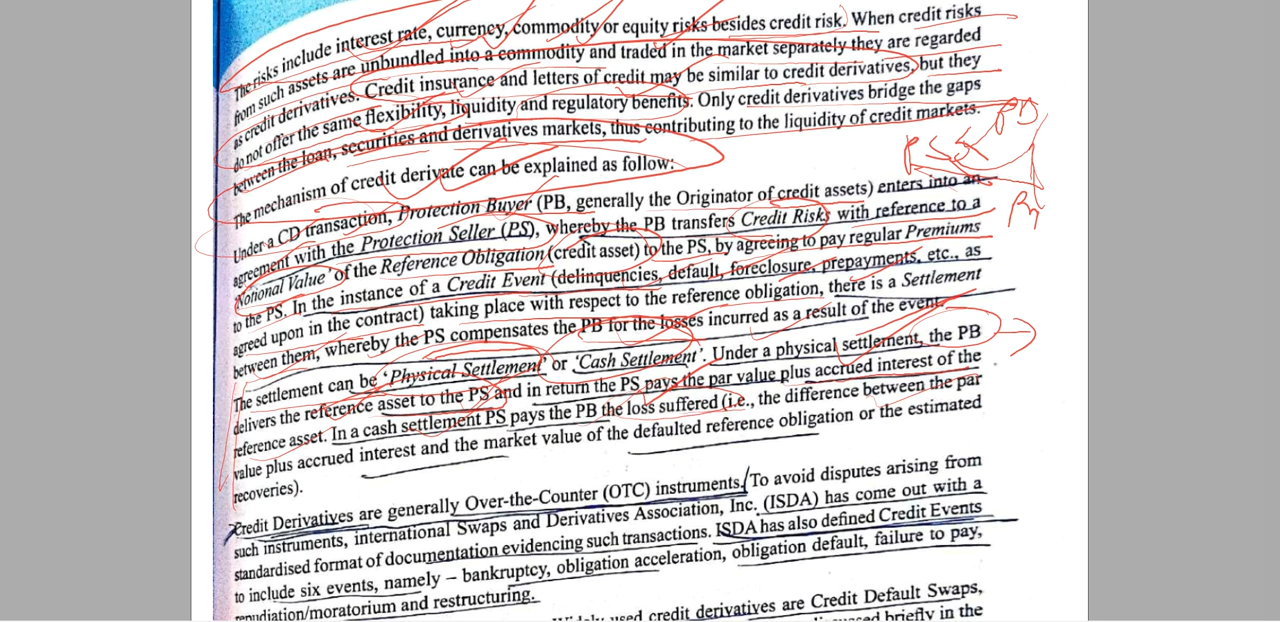 The risks include interest rate, currency, commodity or equity risks besides credit risk. When credit risks
from such assets are unbundled into a commodity and traded in the market separately they are regarded
as credit derivatives. Credit insurance and letters of credit may be similar to credit derivatives, but they
do not offer the same flexibility, liquidity and regulatory benefits. Only credit derivatives bridge the gaps
between the loan, securities and derivatives markets, thus contributing to the liquidity of credit markets.
The mechanism of credit derivate can be explained as follow:
Under a CD transaction, Protection Buyer (PB, generally the Originator of credit assets) enters into an
agreement with the Protection Seller (PS), whereby the PB transfers Credit Risk with reference to a
'Notional Value' of the Reference Obligation (credit asset) to the PS, by agreeing to pay regular Premiums
to the PS. In the instance of a Credit Event (delinquencies, default, foreclosure, prepayments, etc., as
agreed upon in the contract) taking place with respect to the reference obligation, there is a Settlement
between them, whereby the PS compensates the PB for the losses incurred as a result of the event.
The settlement can be 'Physical Settlement' or 'Cash Settlement'. Under a physical settlement, the PB
delivers the reference asset to the PS and in return the PS pays the par value plus accrued interest of the
reference asset. In a cash settlement PS pays the PB the loss suffered (i.e., the difference between the par
value plus accrued interest and the market value of the defaulted reference obligation or the estimated
recoveries).
Credit Derivatives are generally Over-the-Counter (OTC) instruments. To avoid disputes arising from
such instruments, international Swaps and Derivatives Association, Inc. (ISDA) has come out with a
standardised format of documentation evidencing such transactions. ISDA has also defined Credit Events
to include six events, namely – bankruptcy, obligation acceleration, obligation default, failure to pay,
repudiation/moratorium and restructuring.
used credit derivatives are Credit Default Swaps,
briefly in the